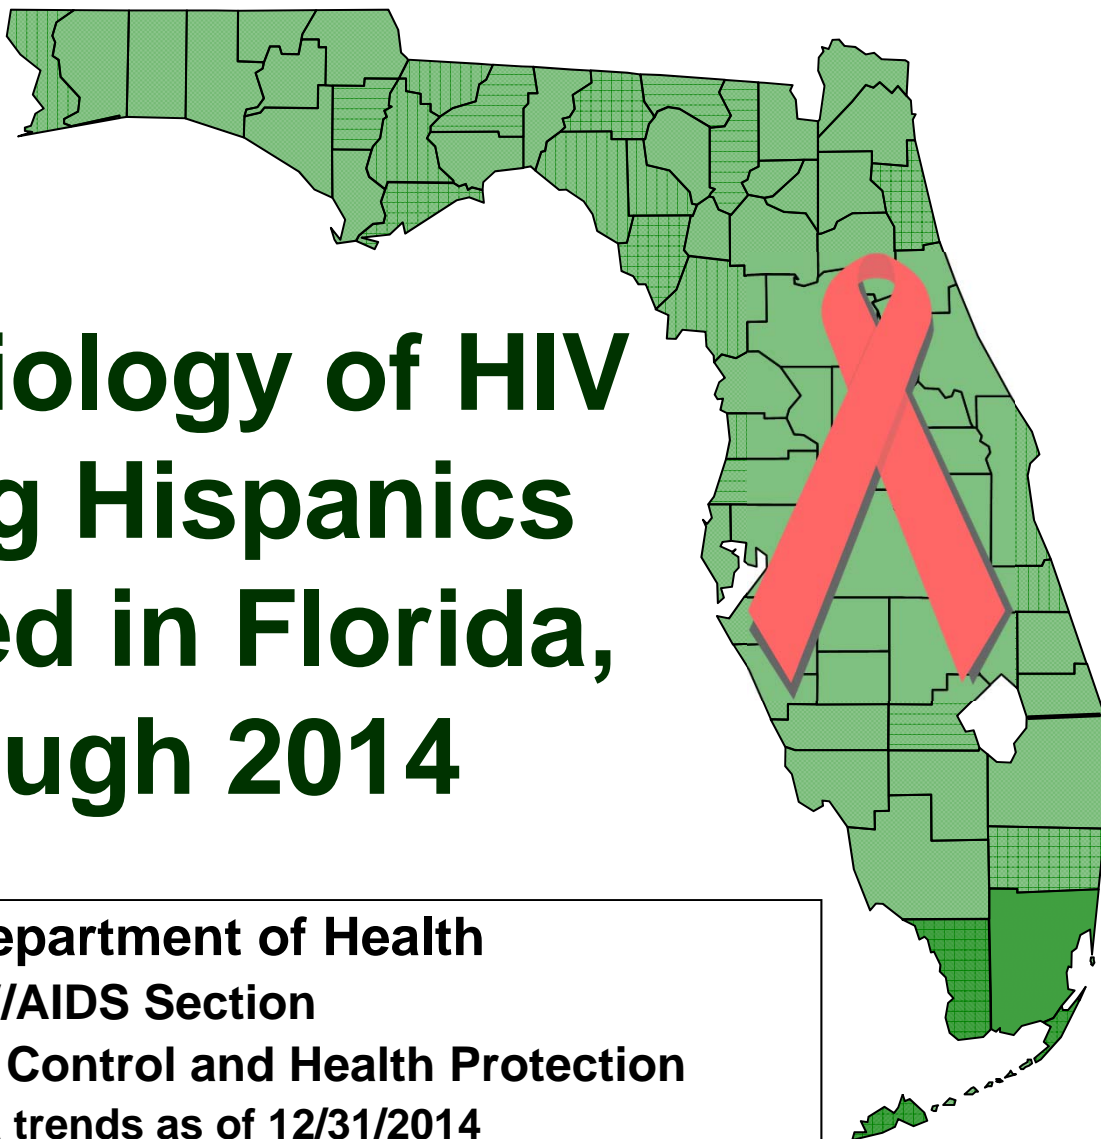 iology of HIV
g Hispanics
ed in Florida,
ugh 2014
epartment of Health
/AIDS Section
Control and Health Protection
trends as of 12/31/2014